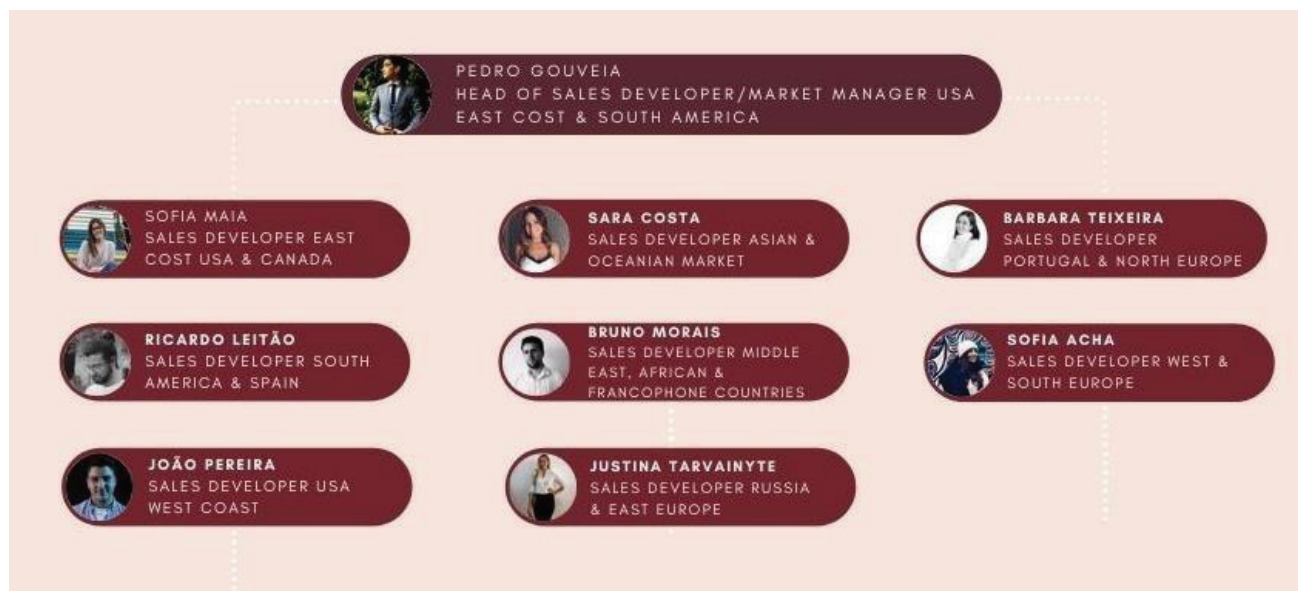 PEDRO GOUVEIA
HEAD OF SALES DEVELOPER/MARKET MANAGER USA
EAST COST & SOUTH AMERICA
SOFIA MAIA
SALES DEVELOPER EAST
COST USA & CANADA
SARA COSTA
SALES DEVELOPER ASIAN &
OCEANIAN MARKET
BARBARA TEIXEIRA
SALES DEVELOPER
PORTUGAL & NORTH EUROPE
RICARDO LEITÃO
SALES DEVELOPER SOUTH
AMERICA & SPAIN
BRUNO MORAIS
SALES DEVELOPER MIDDLE
EAST, AFRICAN &
FRANCOPHONE COUNTRIES
SOFIA ACHA
SALES DEVELOPER WEST &
SOUTH EUROPE
JOÃO PEREIRA
SALES DEVELOPER USA
WEST COAST
JUSTINA TARVAINYTE
SALES DEVELOPER RUSSIA
& EAST EUROPE